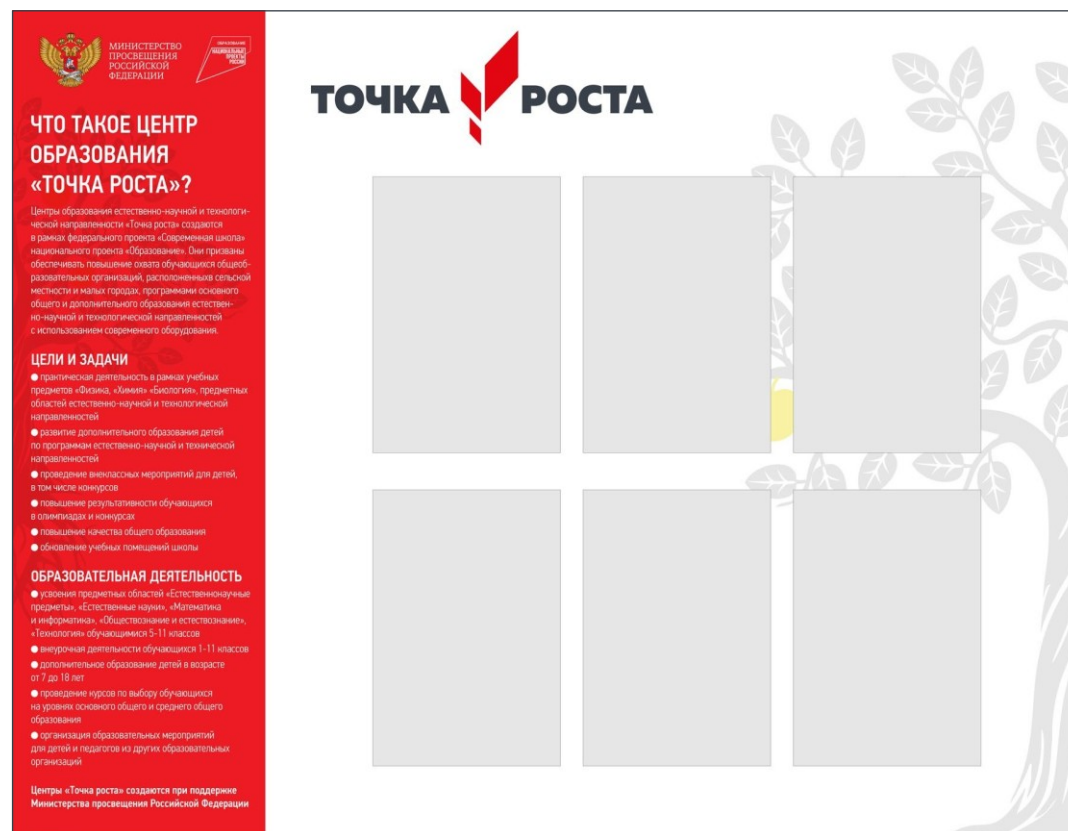 МИНИСТЕРСТВО
ПРОСВЕЩЕНИЯ
РОССИЙСКОЙ
ФЕДЕРАЦИИ
ОБРАЗОВАНИЕ
НАЦИОНАЛЬНЫЕ
ПРОЕКТЫ
РОССИИ
ЧТО ТАКОЕ ЦЕНТР
ОБРАЗОВАНИЯ
«ТОЧКА РОСТА»?
Центры образования естественно-научной и технологи-
ческой направленности «Точка роста» создаются
в рамках федерального проекта «Современная школа»
национального проекта «Образование». Они призваны
обеспечивать повышение охвата обучающихся общеоб-
разовательных организаций, расположенныхв сельской
местности и малых городах, программами основного
общего и дополнительного образования естествен-
но-научной и технологической направленностей
с использованием современного оборудования.
ЦЕЛИ И ЗАДАЧИ
● практическая деятельность в рамках учебных
предметов «Физика, «Химия» «Биология», предметных
областей естественно-научной и технологической
направленностей
● развитие дополнительного образования детей
по программам естественно-научной и технической
направленностей
● проведение внеклассных мероприятий для детей,
в том числе конкурсов
● повышение результативности обучающихся
в олимпиадах и конкурсах
● повышение качества общего образования
● обновление учебных помещений школы
ОБРАЗОВАТЕЛЬНАЯ ДЕЯТЕЛЬНОСТЬ
● усвоения предметных областей «Естественнонаучные
предметы», «Естественные науки», «Математика
и информатика», «Обществознание и естествознание»,
«Технология» обучающимися 5-11 классов
● внеурочная деятельности обучающихся 1-11 классов
● дополнительное образование детей в возрасте
от 7 до 18 лет
● проведение курсов по выбору обучающихся
на уровнях основного общего и среднего общего
образования
● организация образовательных мероприятий
для детей и педагогов из других образовательных
организаций
Центры «Точка роста» создаются при поддержке
Министерства просвещения Российской Федерации
ТОЧКА РОСТА